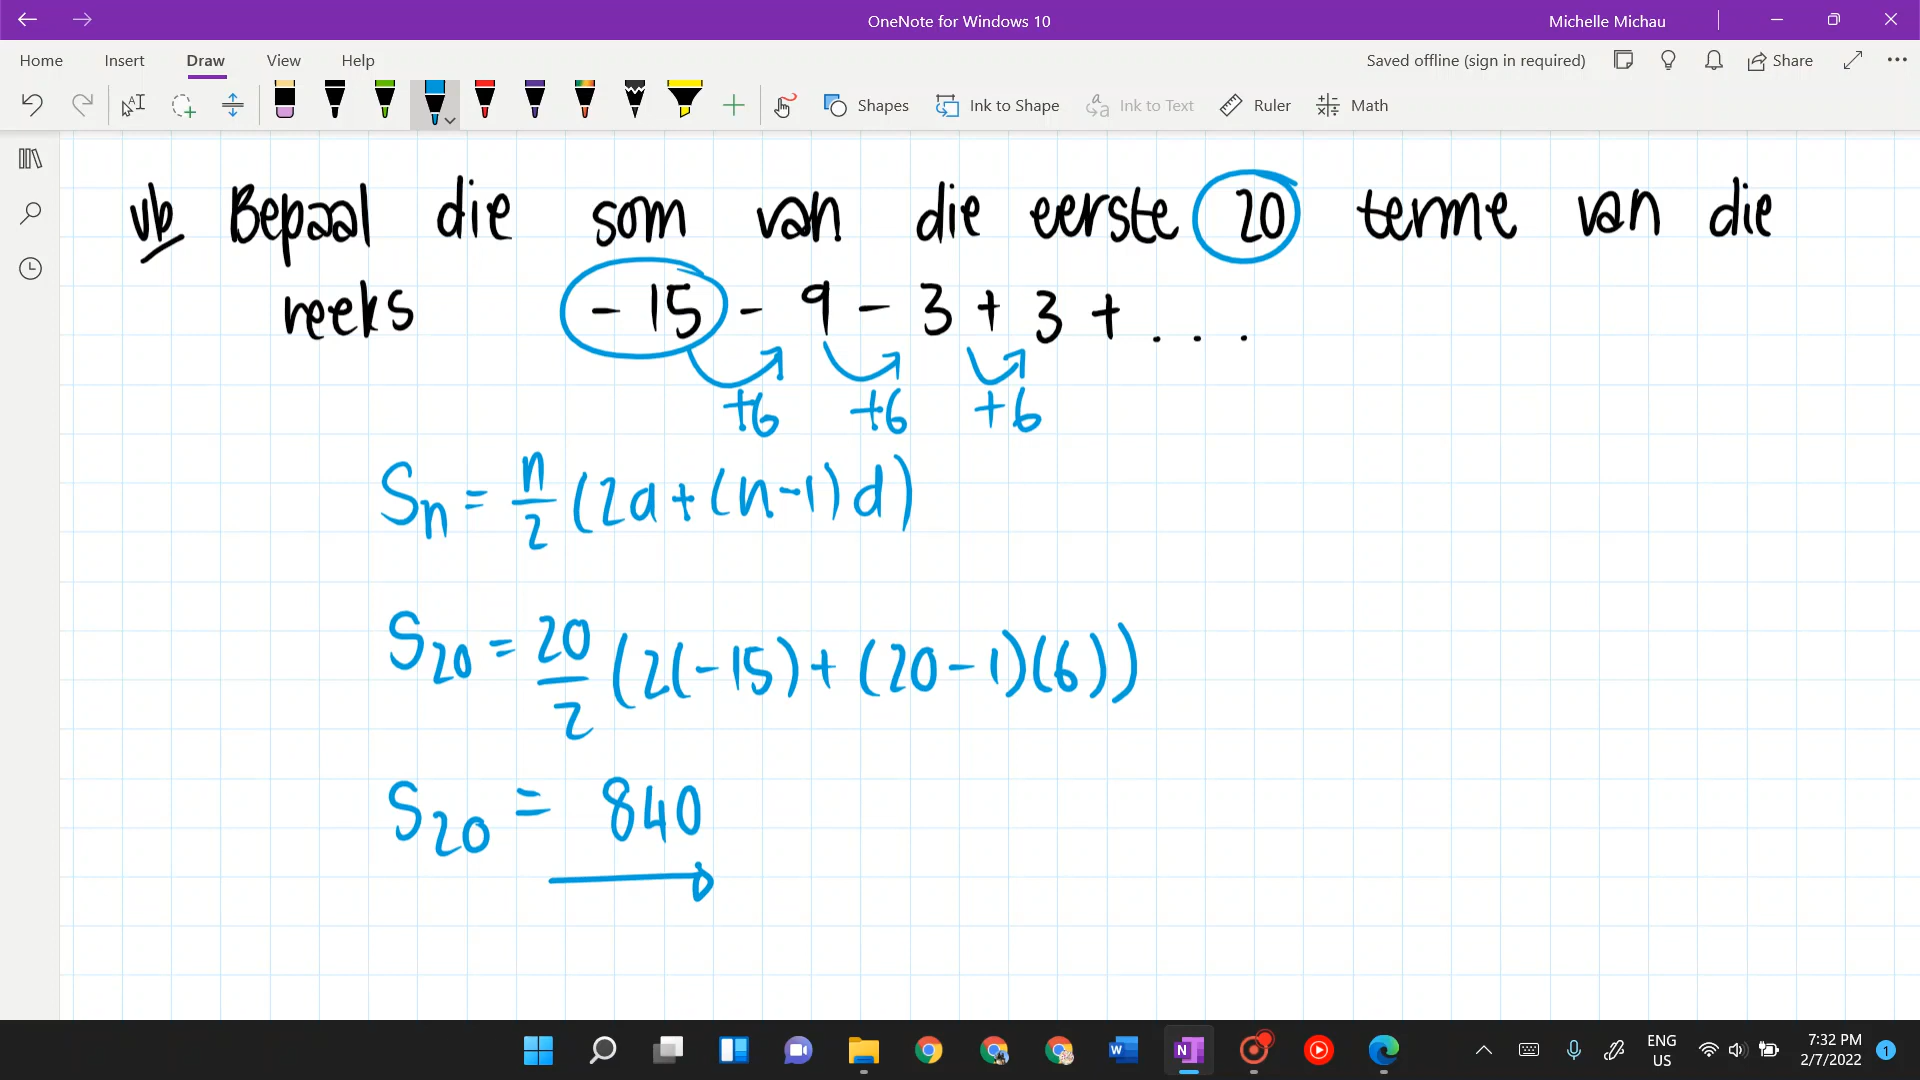 OneNote for Windows 10
Michelle Michau
Home Insert Draw View Help
Saved offline (sign in required) Share
Shapes Ink to Shape Ink to Text Ruler Math
vb Bepaal die som van die eerste 20 terme van die
reeks -15 - 9 - 3 + 3 + . . .
+6 +6 +6
Sn = n/2 (2a + (n-1)d)
S20 = 20/2 (2(-15) + (20-1)(6))
S20 = 840
ENG
US
7:32 PM
2/7/2022
1